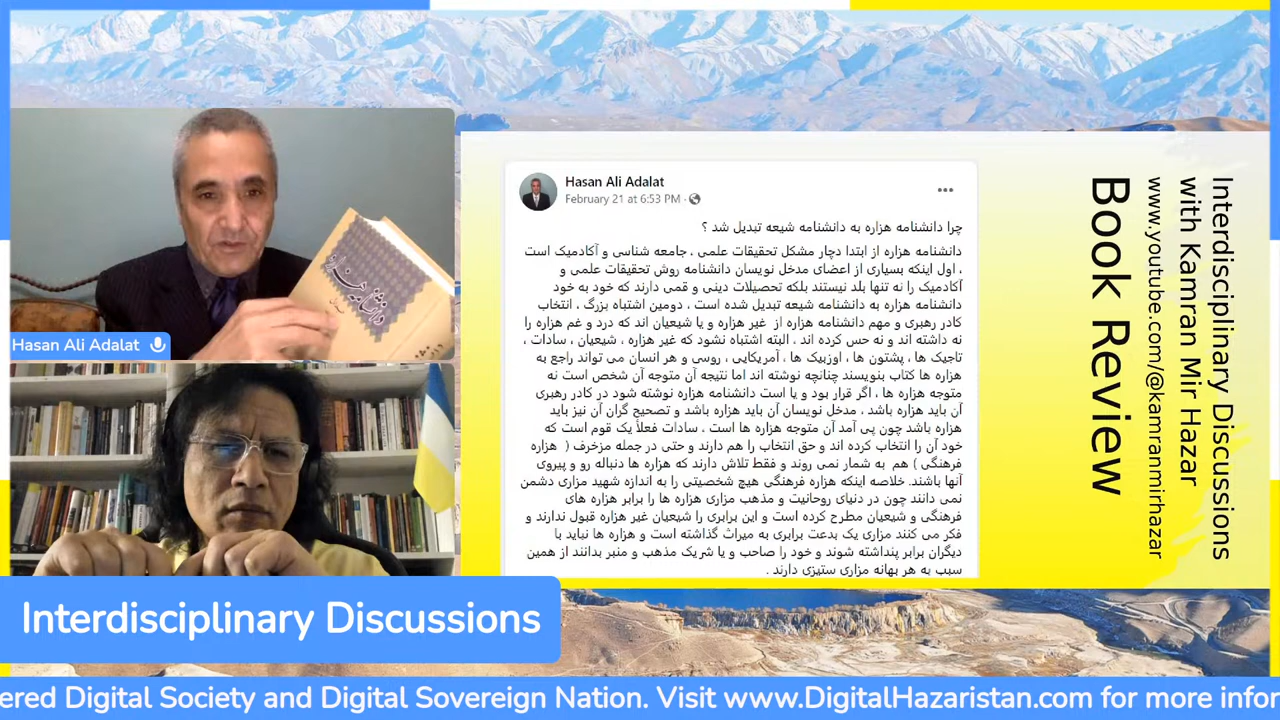 Hasan Ali Adalat
دانشنامه هزاره
Hasan Ali Adalat
February 21 at 6:53 PM ·
چرا دانشنامه هزاره به دانشنامه شیعه تبدیل شد ؟
دانشنامه هزاره از ابتدا دچار مشکل تحقیقات علمی ، جامعه شناسی و آکادمیک است
، اول اینکه بسیاری از اعضای مدخل نویسان دانشنامه روش تحقیقات علمی و
آکادمیک را نه تنها بلد نیستند بلکه تحصیلات دینی و قمی دارند که خود به خود
دانشنامه هزاره به دانشنامه شیعه تبدیل شده است ، دومین اشتباه بزرگ ، انتخاب
کادر رهبری و مهم دانشنامه هزاره از غیر هزاره و یا شیعیان اند که درد و غم هزاره را
نه داشته اند و نه حس کرده اند ، البته اشتباه نشود که غیر هزاره ، شیعیان ، سادات ،
تاجیک ها ، پشتون ها ، اوزبیک ها ، آمریکایی ، روسی و هر انسان می تواند راجع به
هزاره ها کتاب بنویسند چنانچه نوشته اند اما نتیجه آن متوجه آن شخص است نه
متوجه هزاره ها ، اگر قرار بود و یا است دانشنامه هزاره نوشته شود در کادر رهبری
آن باید هزاره باشد ، مدخل نویسان آن باید هزاره باشد و تصحیح گران آن نیز باید
هزاره باشد چون پی آمد آن متوجه هزاره ها است ، سادات فعلاً یک قوم است که
خود آن را انتخاب کرده اند و حق انتخاب را هم دارند و حتی در جمله مزخرف ( هزاره
فرهنگی ) هم به شمار نمی روند و فقط تلاش دارند که هزاره ها دنباله رو و پیروی
آنها باشند. خلاصه اینکه هزاره فرهنگی هیچ شخصیتی را به اندازه شهید مزاری دشمن
نمی دانند چون در دنیای روحانیت و مذهب مزاری هزاره ها را برابر هزاره های
فرهنگی و شیعیان مطرح کرده است و این برابری را شیعیان غیر هزاره قبول ندارند و
فکر می کنند مزاری یک بدعت برابری به میراث گذاشته است و هزاره ها نباید با
دیگران برابر پنداشته شوند و خود را صاحب و یا شریک مذهب و منبر بدانند از همین
سبب به هر بهانه مزاری ستیزی دارند .
Interdisciplinary Discussions
with Kamran Mir Hazar
www.youtube.com/@kamranmirhazar
Book Review
Interdisciplinary Discussions
ered Digital Society and Digital Sovereign Nation. Visit www.DigitalHazaristan.com for more infor